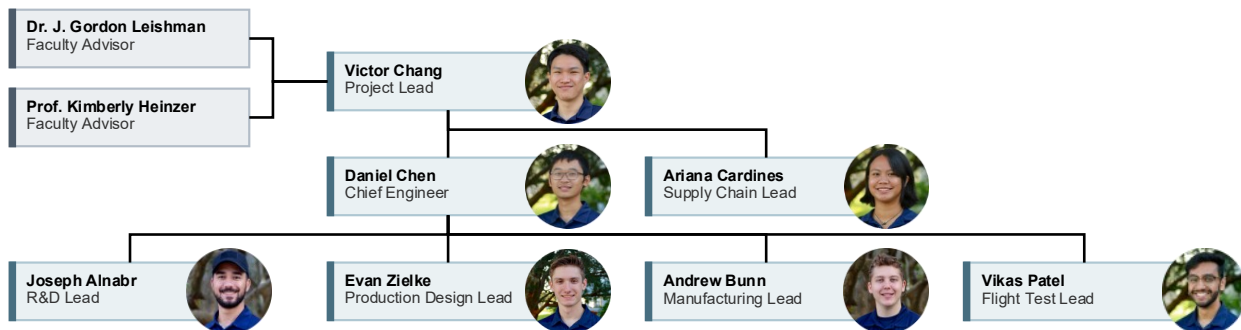 Dr. J. Gordon Leishman
Faculty Advisor
Prof. Kimberly Heinzer
Faculty Advisor
Victor Chang
Project Lead
Daniel Chen
Chief Engineer
Ariana Cardines
Supply Chain Lead
Joseph Alnabr
R&D Lead
Evan Zielke
Production Design Lead
Andrew Bunn
Manufacturing Lead
Vikas Patel
Flight Test Lead